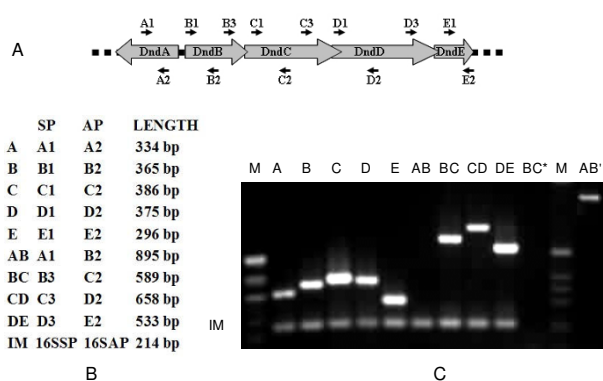 A1 B1 B3 C1 C3 D1 D3 E1
A
DndA DndB DndC DndD DndE
A2 B2 C2 D2 E2
SP AP LENGTH
A A1 A2 334 bp
B B1 B2 365 bp
C C1 C2 386 bp
D D1 D2 375 bp
E E1 E2 296 bp
AB A1 B2 895 bp
BC B3 C2 589 bp
CD C3 D2 658 bp
DE D3 E2 533 bp
IM 16SSP 16SAP 214 bp
B
M A B C D E AB BC CD DE BC* M AB'
IM
C